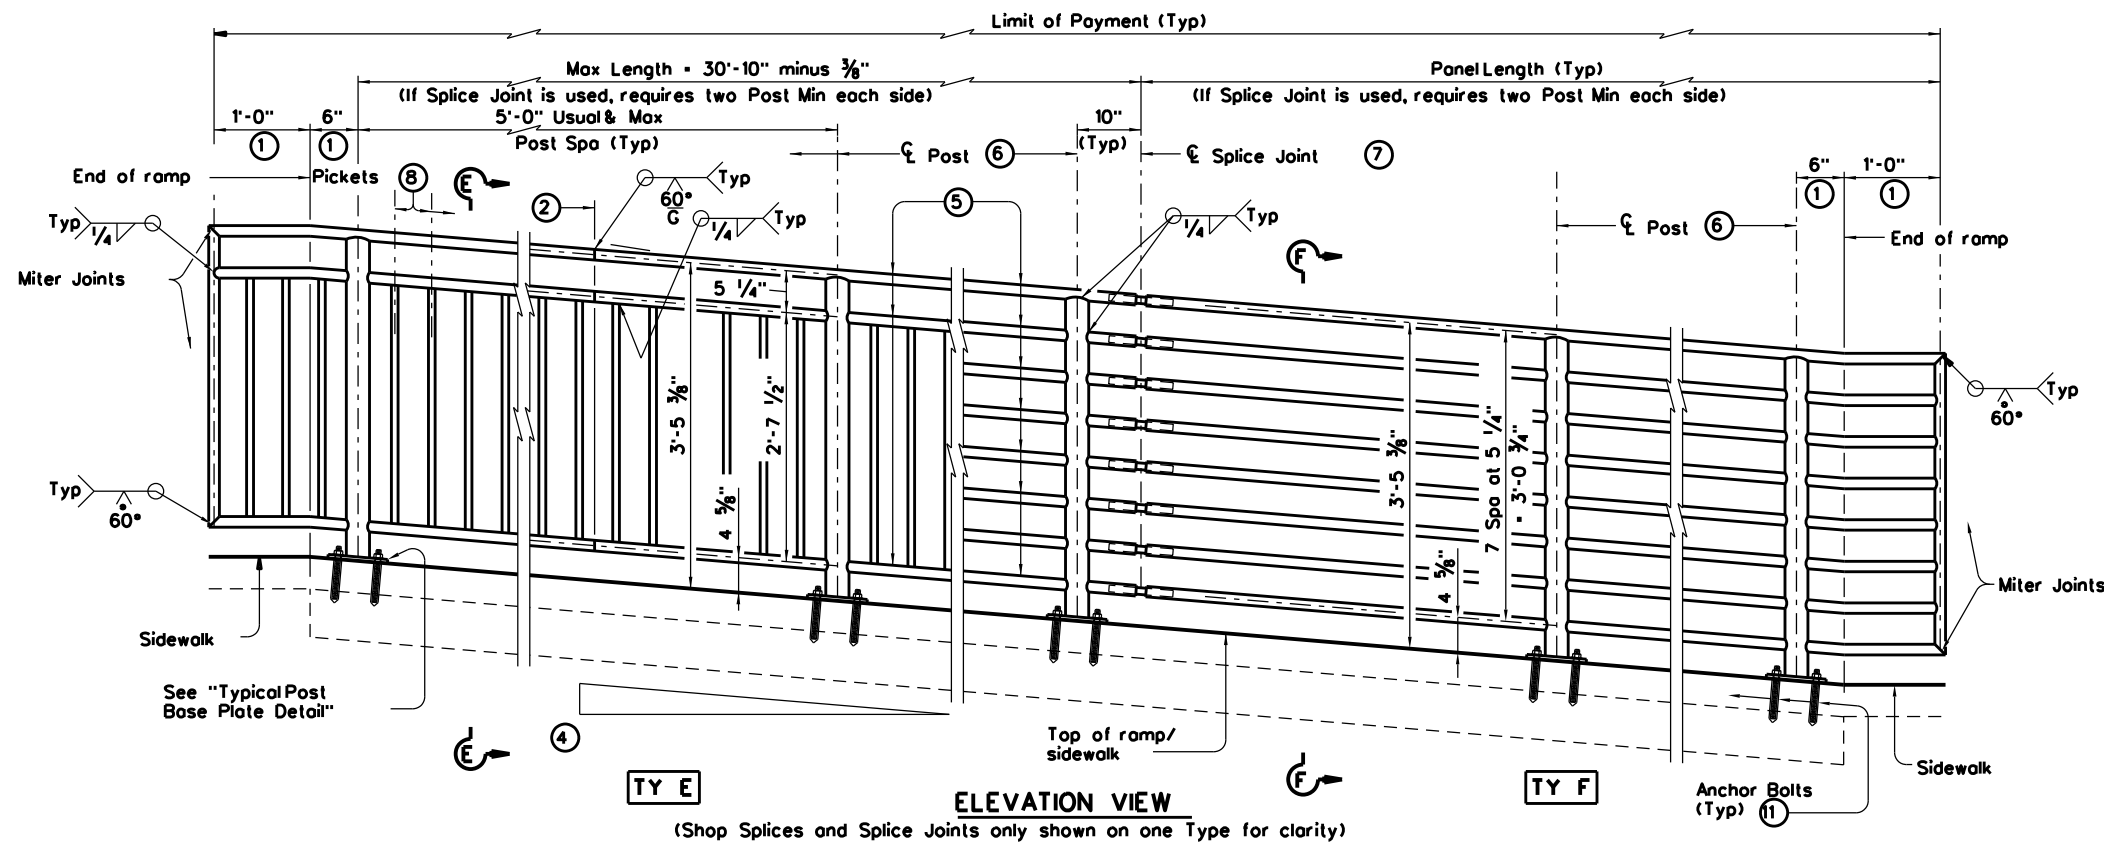 Limit of Payment (Typ)
Max Length = 30'-10" minus 3/8"
(If Splice Joint is used, requires two Post Min each side)
Panel Length (Typ)
(If Splice Joint is used, requires two Post Min each side)
1'-0"
1
6"
1
5'-0" Usual & Max
Post Spa (Typ)
10"
(Typ)
℄ Post 6
℄ Splice Joint 7
6"
1
1'-0"
1
End of ramp
Pickets 8
E
2
60°
G
Typ
1/4
Typ
5
1/4
Typ
℄ Post 6
End of ramp
Typ
1/4
Miter Joints
F
5 1/4"
3'-5 3/8"
2'-7 1/2"
4 5/8"
3'-5 3/8"
7 Spa at 5 1/4"
= 3'-0 3/4"
4 5/8"
Typ
60°
Typ
60°
Miter Joints
Sidewalk
See "Typical Post
Base Plate Detail"
E
4
Top of ramp/
sidewalk
F
Sidewalk
Anchor Bolts
(Typ) 11
TY E
TY F
ELEVATION VIEW
(Shop Splices and Splice Joints only shown on one Type for clarity)